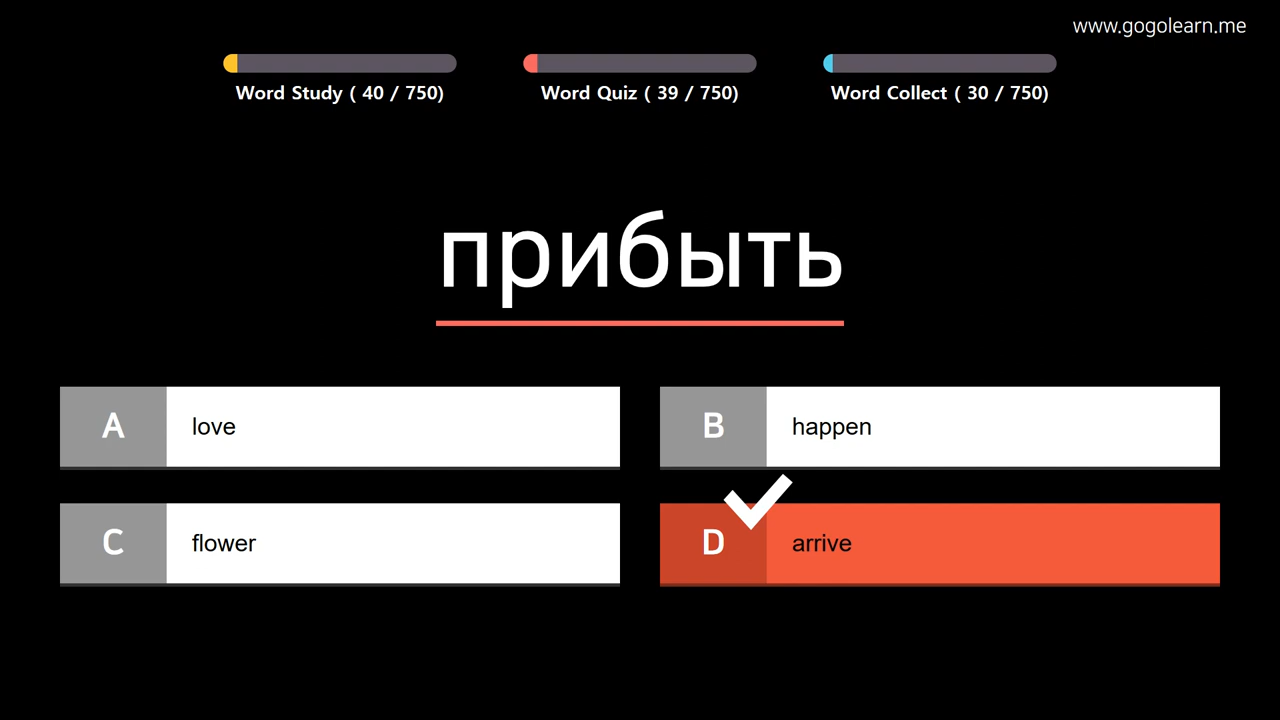 www.gogolearn.me
Word Study ( 40 / 750)
Word Quiz ( 39 / 750)
Word Collect ( 30 / 750)
прибыть
A love
B happen
C flower
D arrive